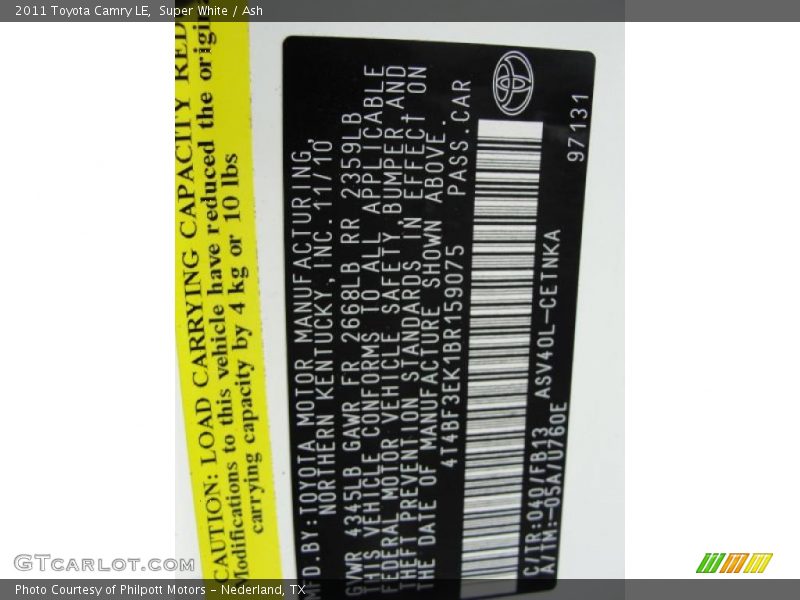 2011 Toyota Camry LE, Super White / Ash
CAUTION: LOAD CARRYING CAPACITY RED
Modifications to this vehicle have reduced the origina
carrying capacity by 4 kg or 10 lbs
MFD.BY:TOYOTA MOTOR MANUFACTURING,
NORTHERN KENTUCKY,INC. 11/10
GVWR 4345LB GAWR FR 2668LB RR 2359LB
THIS VEHICLE CONFORMS TO ALL APPLICABLE
FEDERAL MOTOR VEHICLE SAFETY, BUMPER AND
THEFT PREVENTION STANDARDS IN EFFECT ON
THE DATE OF MANUFACTURE SHOWN ABOVE.
4T4BF3EK1BR159075 PASS.CAR
C/TR:040/FB13 ASV40L-CETNKA 97131
A/TM:-05A/U760E
GTCARLOT.COM
Photo Courtesy of Philpott Motors - Nederland, TX